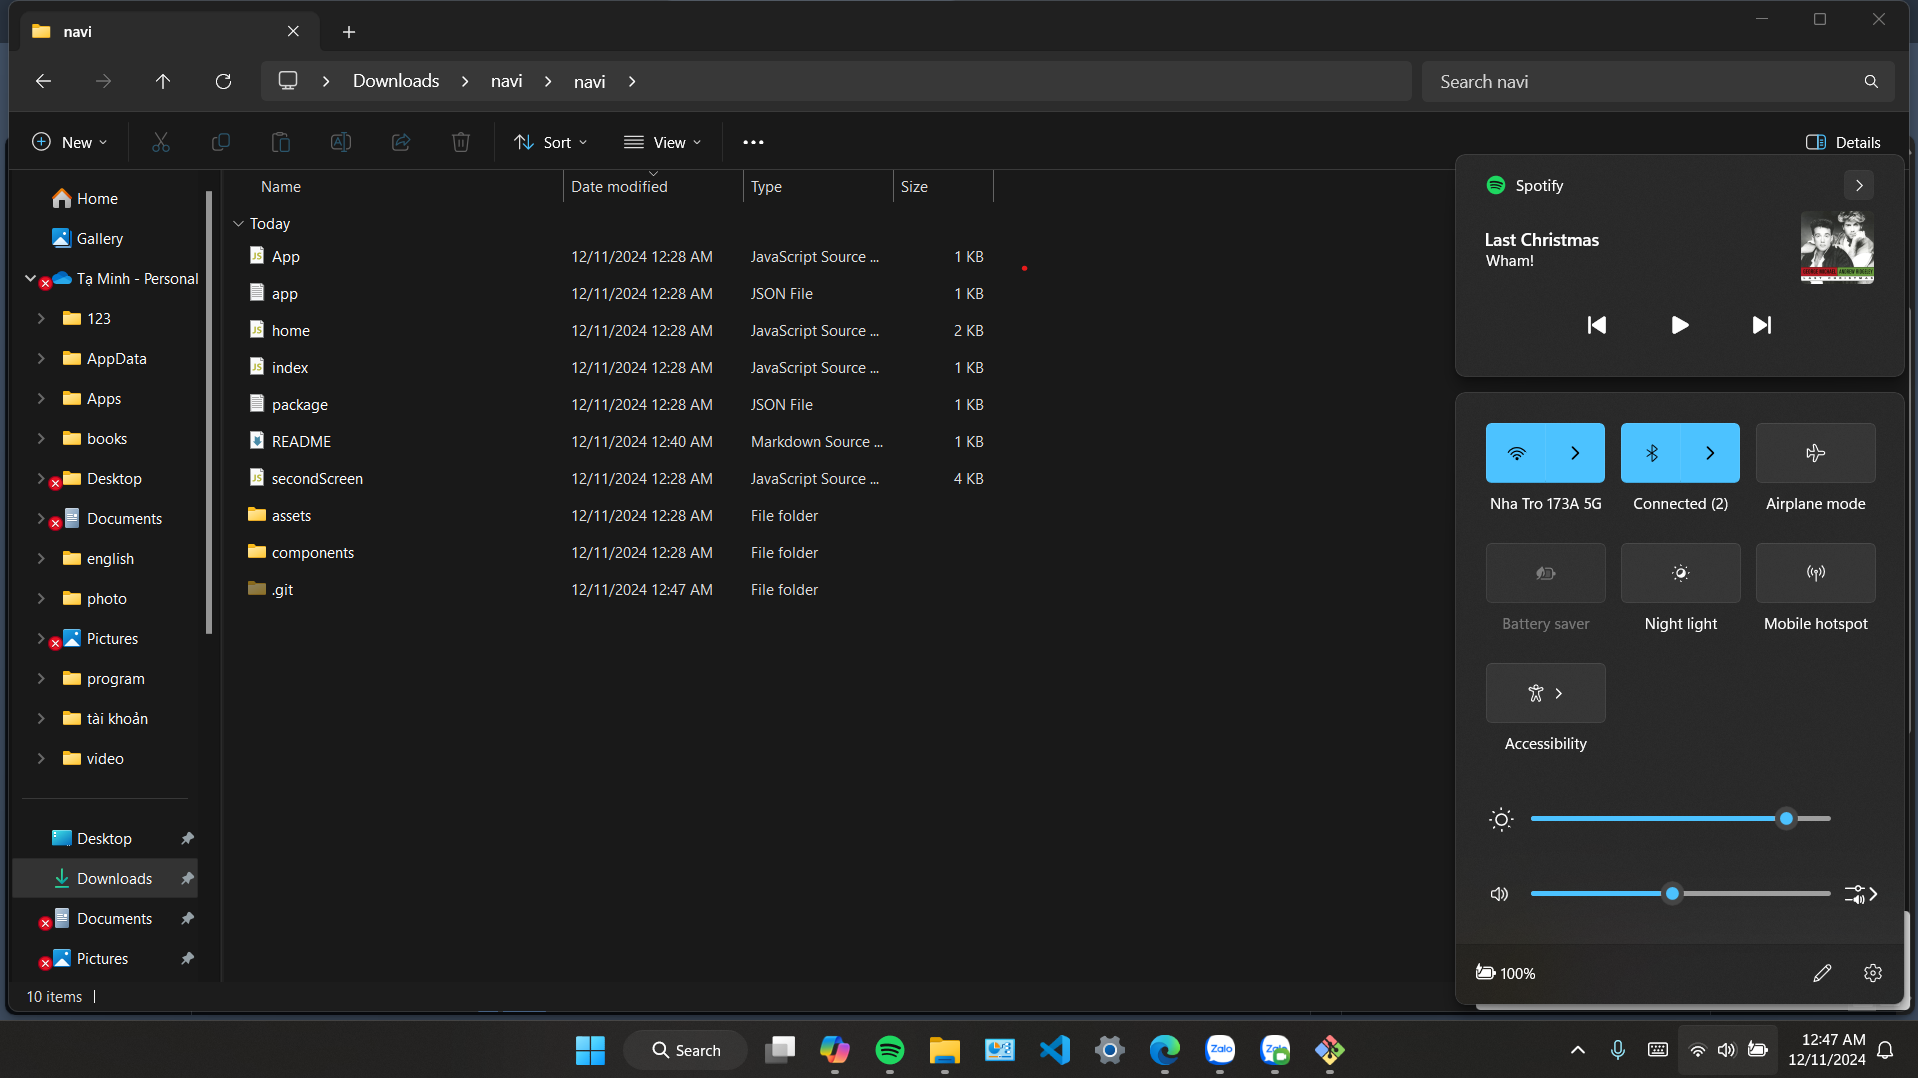 navi
Downloads
navi
navi
Search navi
New
Sort
View
Details
Name
Date modified
Type
Size
Home
Gallery
Tạ Minh - Personal
123
AppData
Apps
books
Desktop
Documents
english
photo
Pictures
program
tài khoản
video
Desktop
Downloads
Documents
Pictures
Today
App 12/11/2024 12:28 AM JavaScript Source ... 1 KB
app 12/11/2024 12:28 AM JSON File 1 KB
home 12/11/2024 12:28 AM JavaScript Source ... 2 KB
index 12/11/2024 12:28 AM JavaScript Source ... 1 KB
package 12/11/2024 12:28 AM JSON File 1 KB
README 12/11/2024 12:40 AM Markdown Source ... 1 KB
secondScreen 12/11/2024 12:28 AM JavaScript Source ... 4 KB
assets 12/11/2024 12:28 AM File folder
components 12/11/2024 12:28 AM File folder
.git 12/11/2024 12:47 AM File folder
Spotify
Last Christmas
Wham!
Nha Tro 173A 5G
Connected (2)
Airplane mode
Battery saver
Night light
Mobile hotspot
Accessibility
100%
10 items
Search
Zalo
12:47 AM
12/11/2024